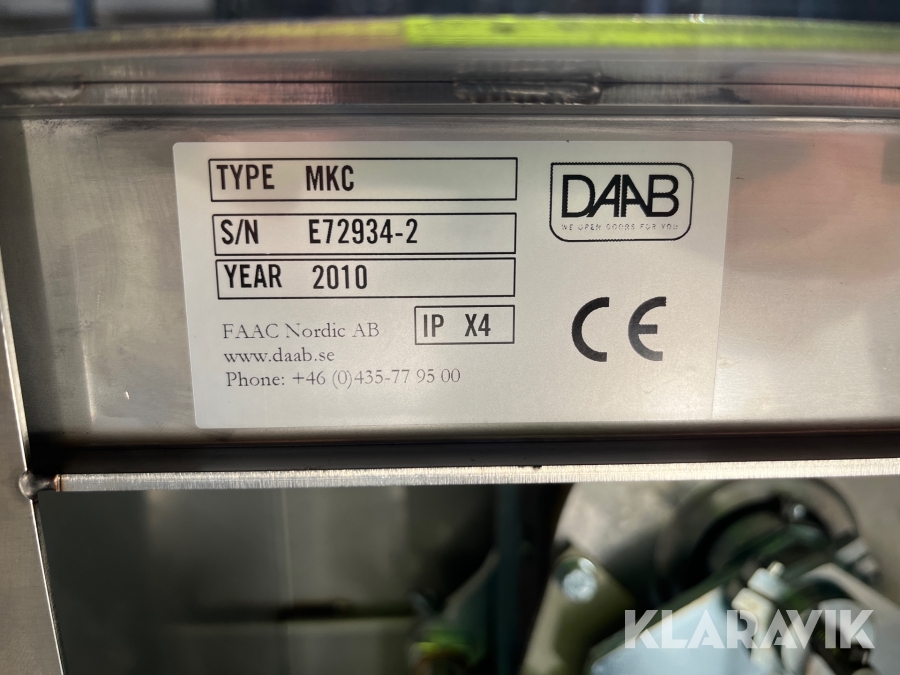 TYPE MKC
S/N E72934-2
YEAR 2010
IP X4
FAAC Nordic AB
www.daab.se
Phone: +46 (0)435-77 95 00
DAAB
WE OPEN DOORS FOR YOU
CE
KLARAVIK